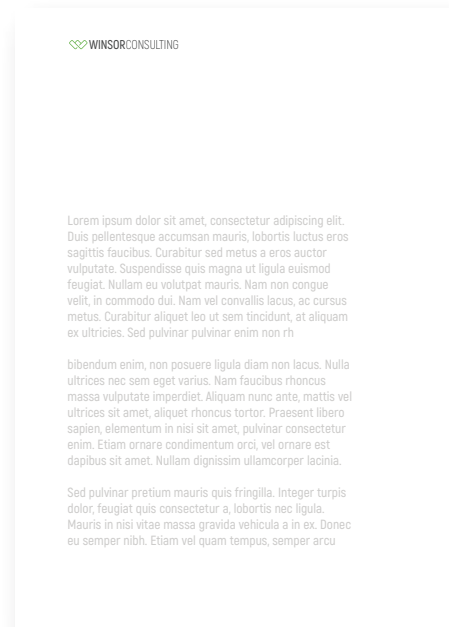 WINSORCONSULTING
Lorem ipsum dolor sit amet, consectetur adipiscing elit.
Duis pellentesque accumsan mauris, lobortis luctus eros
sagittis faucibus. Curabitur sed metus a eros auctor
vulputate. Suspendisse quis magna ut ligula euismod
feugiat. Nullam eu volutpat mauris. Nam non congue
velit, in commodo dui. Nam vel convallis lacus, ac cursus
metus. Curabitur aliquet leo ut sem tincidunt, at aliquam
ex ultricies. Sed pulvinar pulvinar enim non rh
bibendum enim, non posuere ligula diam non lacus. Nulla
ultrices nec sem eget varius. Nam faucibus rhoncus
massa vulputate imperdiet. Aliquam nunc ante, mattis vel
ultrices sit amet, aliquet rhoncus tortor. Praesent libero
sapien, elementum in nisi sit amet, pulvinar consectetur
enim. Etiam ornare condimentum orci, vel ornare est
dapibus sit amet. Nullam dignissim ullamcorper lacinia.
Sed pulvinar pretium mauris quis fringilla. Integer turpis
dolor, feugiat quis consectetur a, lobortis nec ligula.
Mauris in nisi vitae massa gravida vehicula a in ex. Donec
eu semper nibh. Etiam vel quam tempus, semper arcu